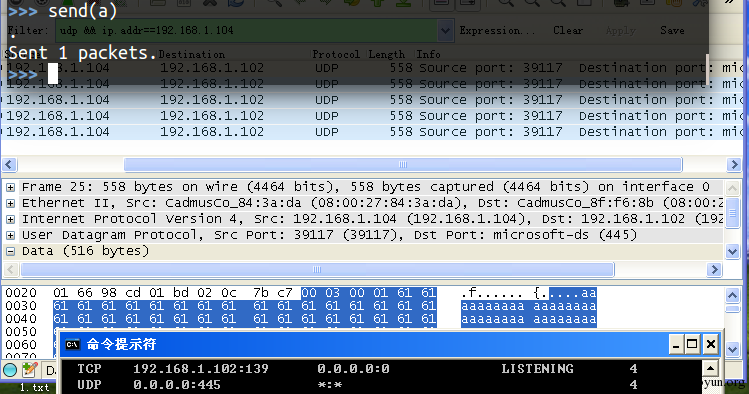 >>> send(a)
Filter: udp && ip.addr==192.168.1.104 Expression... Clear Apply Save
.
Sent 1 packets.
Destination Protocol Length Info
>>>
192.168.1.104 192.168.1.102 UDP 558 Source port: 39117 Destination port: mic
192.168.1.104 192.168.1.102 UDP 558 Source port: 39117 Destination port: mic
192.168.1.104 192.168.1.102 UDP 558 Source port: 39117 Destination port: mic
192.168.1.104 192.168.1.102 UDP 558 Source port: 39117 Destination port: mic
192.168.1.104 192.168.1.102 UDP 558 Source port: 39117 Destination port: mic
Frame 25: 558 bytes on wire (4464 bits), 558 bytes captured (4464 bits) on interface 0
Ethernet II, Src: CadmusCo_84:3a:da (08:00:27:84:3a:da), Dst: CadmusCo_8f:f6:8b (08:00:2
Internet Protocol Version 4, Src: 192.168.1.104 (192.168.1.104), Dst: 192.168.1.102 (192
User Datagram Protocol, Src Port: 39117 (39117), Dst Port: microsoft-ds (445)
Data (516 bytes)
0020 01 66 98 cd 01 bd 02 0c 7b c7 00 03 00 01 61 61 .f...... {.....aa
0030 61 61 61 61 61 61 61 61 61 61 61 61 61 61 61 61 aaaaaaaa aaaaaaaa
0040 61 61 61 61 61 61 61 61 61 61 61 61 61 61 61 61 aaaaaaaa aaaaaaaa
命令提示符
TCP 192.168.1.102:139 0.0.0.0:0 LISTENING 4
UDP 0.0.0.0:445 *:* 4
1.txt